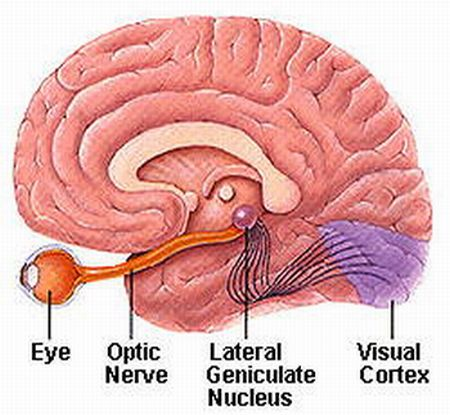 Eye
Optic
Nerve
Lateral
Geniculate
Nucleus
Visual
Cortex